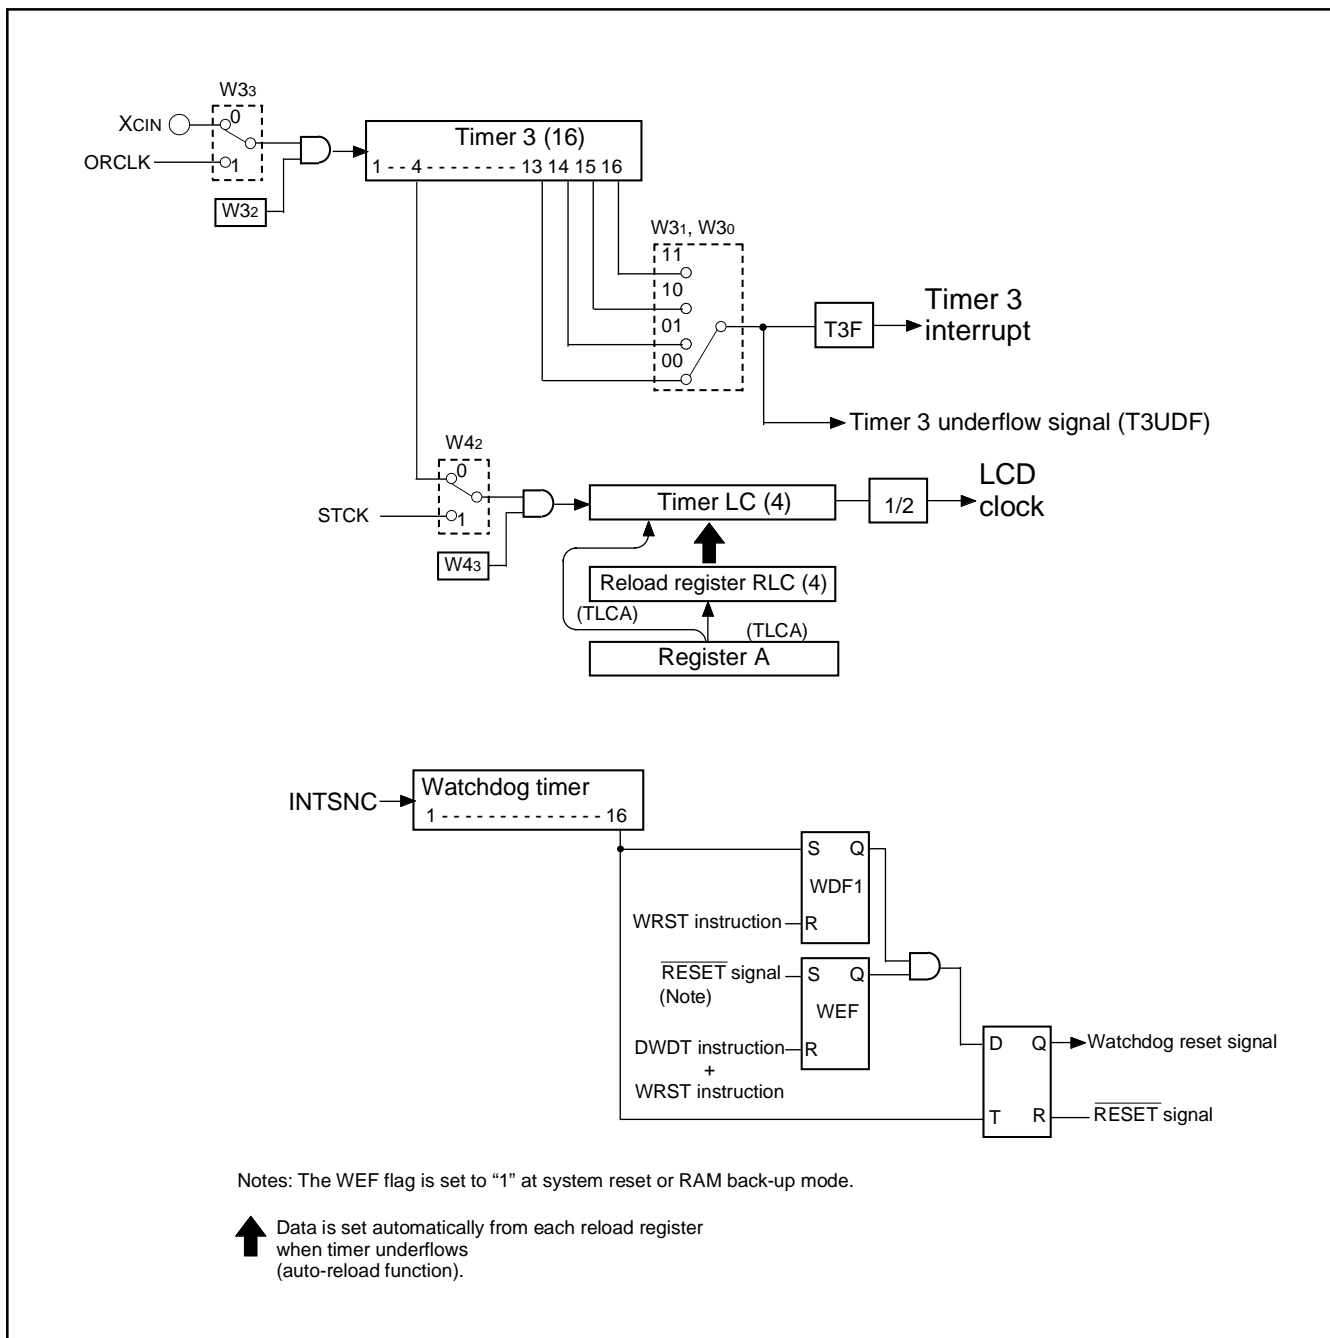 W33
XCIN
0
ORCLK
1
W32
Timer 3 (16)
1 - - 4 - - - - - - - - 13 14 15 16
W31, W30
11
10
01
00
T3F
Timer 3
interrupt
Timer 3 underflow signal (T3UDF)
W42
0
STCK
1
W43
Timer LC (4)
1/2
LCD
clock
Reload register RLC (4)
(TLCA)
(TLCA)
Register A
INTSNC
Watchdog timer
1 - - - - - - - - - - - - - - 16
S Q
WDF1
WRST instruction
R
RESET signal
(Note)
S Q
WEF
DWDT instruction
+
WRST instruction
R
D Q
Watchdog reset signal
T R
RESET signal
Notes: The WEF flag is set to “1” at system reset or RAM back-up mode.
Data is set automatically from each reload register
when timer underflows
(auto-reload function).